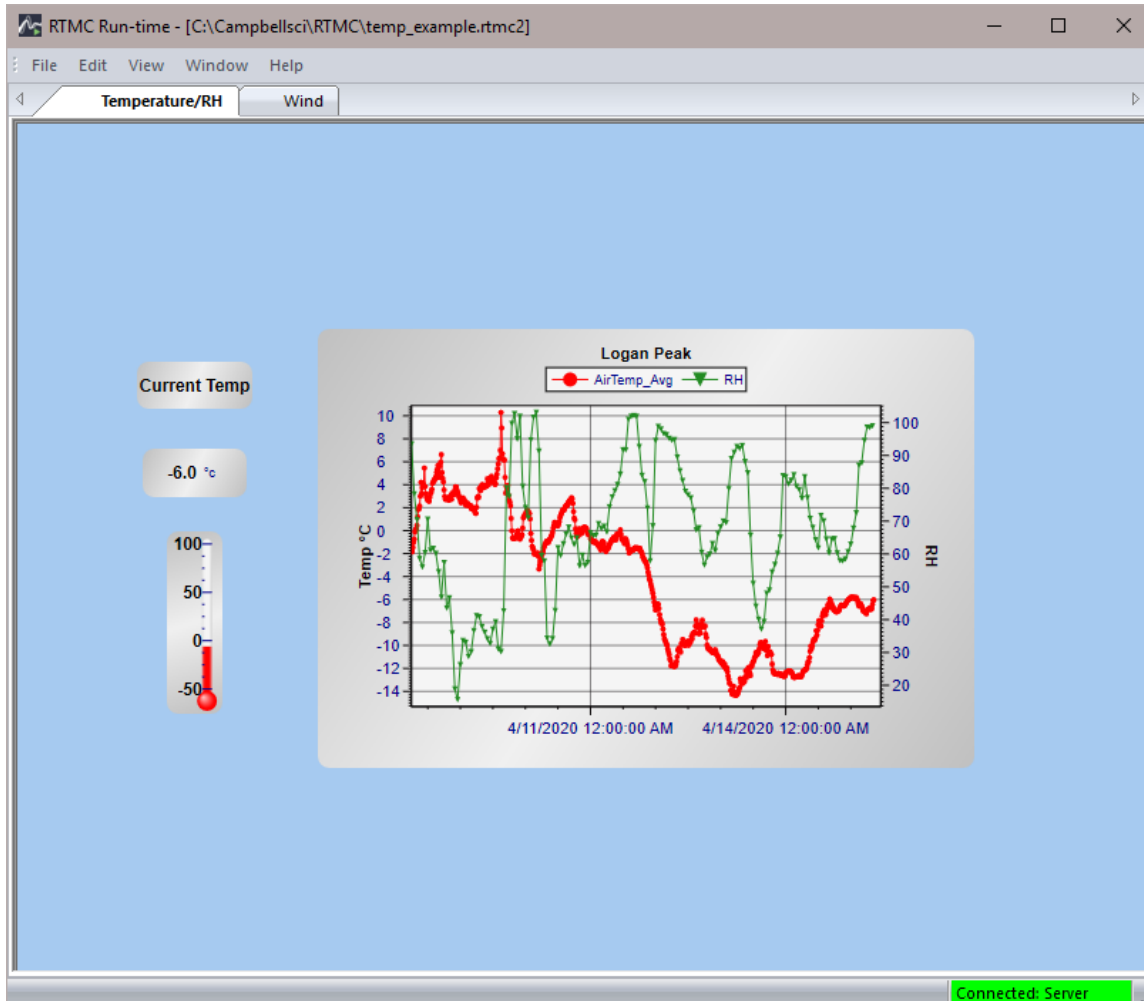 RTMC Run-time - [C:\Campbellsci\RTMC\temp_example.rtmc2]
File Edit View Window Help
Temperature/RH Wind
Current Temp
-6.0 °c
100
50
0
-50
Logan Peak
AirTemp_Avg RH
Temp °C
10
8
6
4
2
0
-2
-4
-6
-8
-10
-12
-14
100
90
80
70
60
50
40
30
20
RH
4/11/2020 12:00:00 AM 4/14/2020 12:00:00 AM
Connected: Server